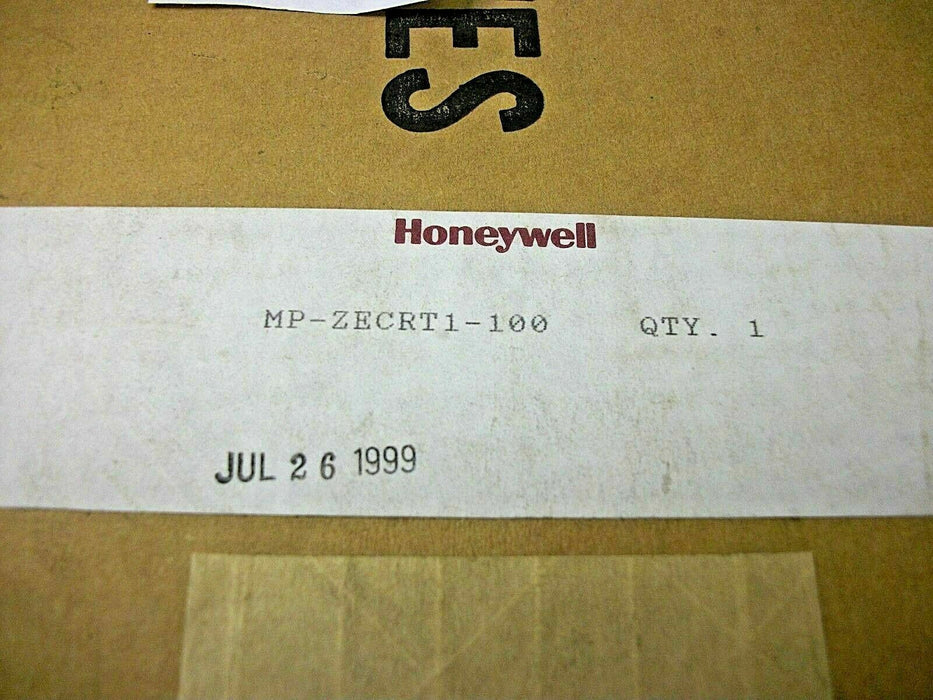 ES
Honeywell
MP-ZECRT1-100 QTY. 1
JUL 26 1999